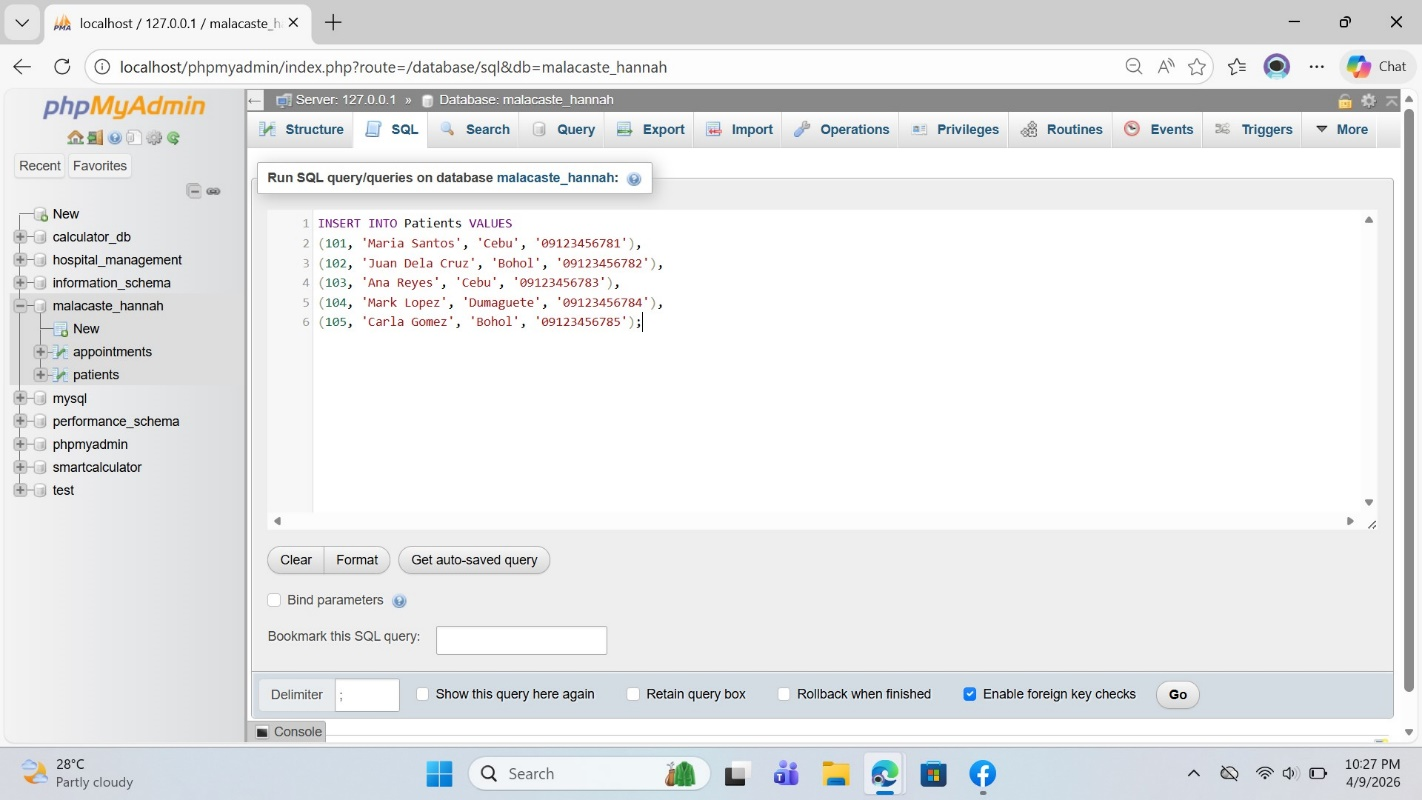 localhost / 127.0.0.1 / malacaste_h
localhost/phpmyadmin/index.php?route=/database/sql&db=malacaste_hannah
Chat
phpMyAdmin
Recent
Favorites
New
calculator_db
hospital_management
information_schema
malacaste_hannah
New
appointments
patients
mysql
performance_schema
phpmyadmin
smartcalculator
test
Server: 127.0.0.1 » Database: malacaste_hannah
Structure
SQL
Search
Query
Export
Import
Operations
Privileges
Routines
Events
Triggers
More
Run SQL query/queries on database malacaste_hannah:
1 INSERT INTO Patients VALUES
2 (101, 'Maria Santos', 'Cebu', '09123456781'),
3 (102, 'Juan Dela Cruz', 'Bohol', '09123456782'),
4 (103, 'Ana Reyes', 'Cebu', '09123456783'),
5 (104, 'Mark Lopez', 'Dumaguete', '09123456784'),
6 (105, 'Carla Gomez', 'Bohol', '09123456785');
Clear
Format
Get auto-saved query
Bind parameters
Bookmark this SQL query:
Delimiter ;
Show this query here again
Retain query box
Rollback when finished
Enable foreign key checks
Go
Console
28°C
Partly cloudy
Search
10:27 PM
4/9/2026